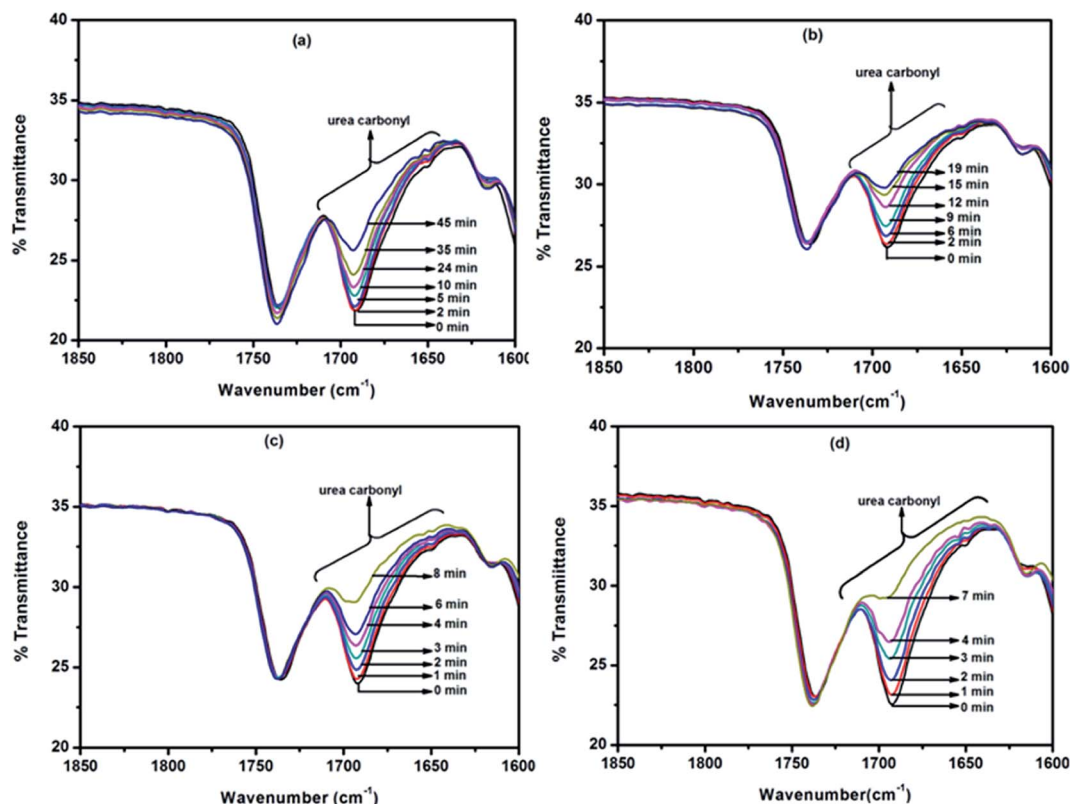 (a)
urea carbonyl
45 min
35 min
24 min
10 min
5 min
2 min
0 min
% Transmittance
40
35
30
25
20
1850
1800
1750
1700
1650
1600
Wavenumber (cm-1)
(b)
urea carbonyl
19 min
15 min
12 min
9 min
6 min
2 min
0 min
% Transmittance
40
35
30
25
20
1850
1800
1750
1700
1650
1600
Wavenumber(cm-1)
(c)
urea carbonyl
8 min
6 min
4 min
3 min
2 min
1 min
0 min
% Transmittance
40
35
30
25
20
1850
1800
1750
1700
1650
1600
Wavenumber (cm-1)
(d)
urea carbonyl
7 min
4 min
3 min
2 min
1 min
0 min
% Transmiittance
40
35
30
25
20
1850
1800
1750
1700
1650
1600
Wavenumber (cm-1)